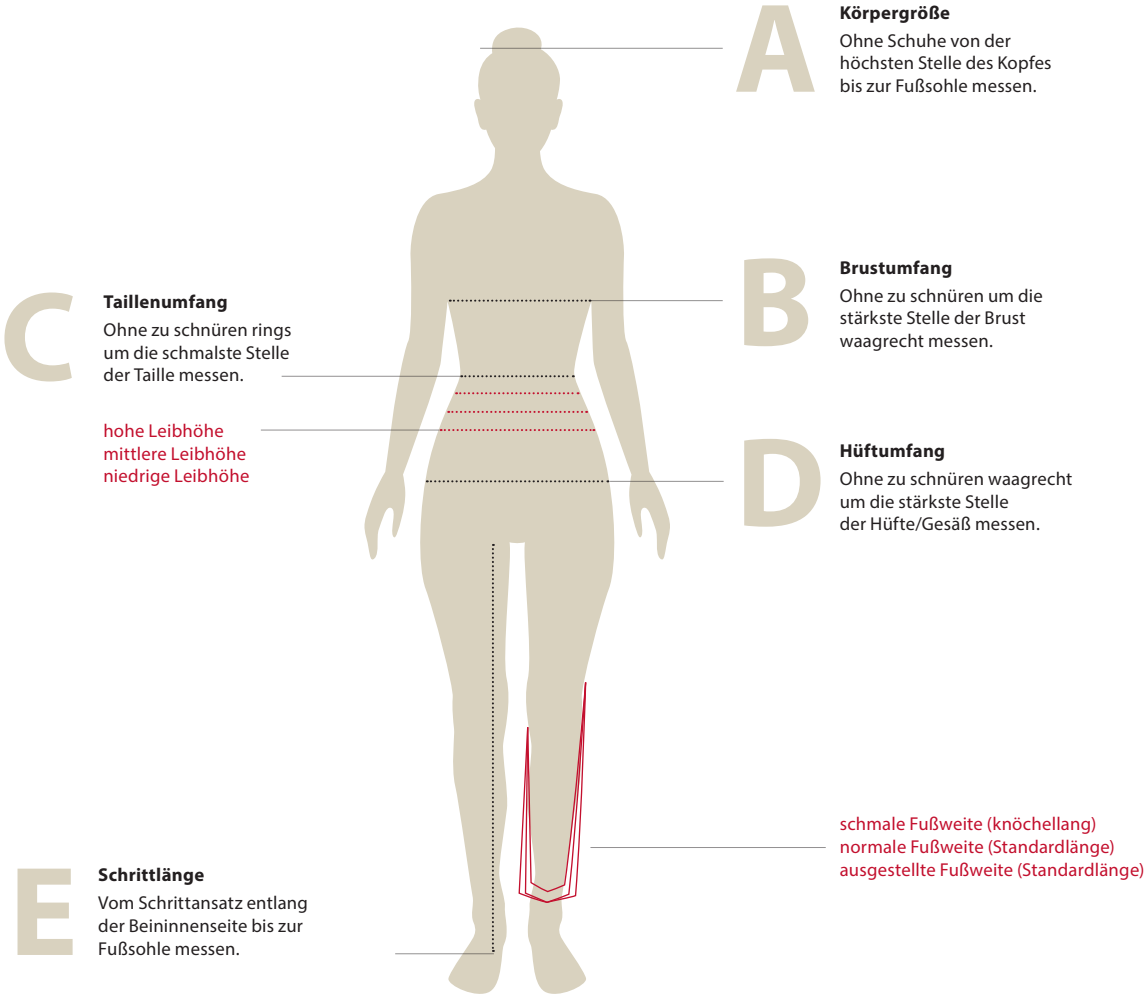 A
Körpergröße
Ohne Schuhe von der
höchsten Stelle des Kopfes
bis zur Fußsohle messen.
B
Brustumfang
Ohne zu schnüren um die
stärkste Stelle der Brust
waagrecht messen.
C
Taillenumfang
Ohne zu schnüren rings
um die schmalste Stelle
der Taille messen.
hohe Leibhöhe
mittlere Leibhöhe
niedrige Leibhöhe
D
Hüftumfang
Ohne zu schnüren waagrecht
um die stärkste Stelle
der Hüfte/Gesäß messen.
schmale Fußweite (knöchellang)
normale Fußweite (Standardlänge)
ausgestellte Fußweite (Standardlänge)
E
Schrittlänge
Vom Schrittansatz entlang
der Beininnenseite bis zur
Fußsohle messen.